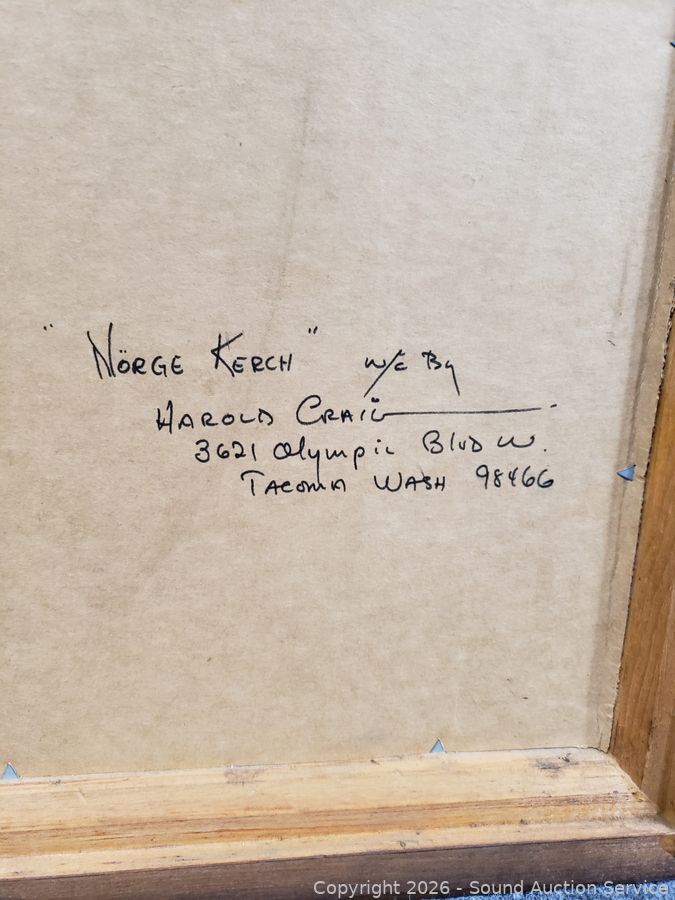 "Nörge Kerch" w/c By
Harold Craig
3621 Olympic Blvd W.
Tacoma Wash 98466
Copyright 2026 - Sound Auction Service